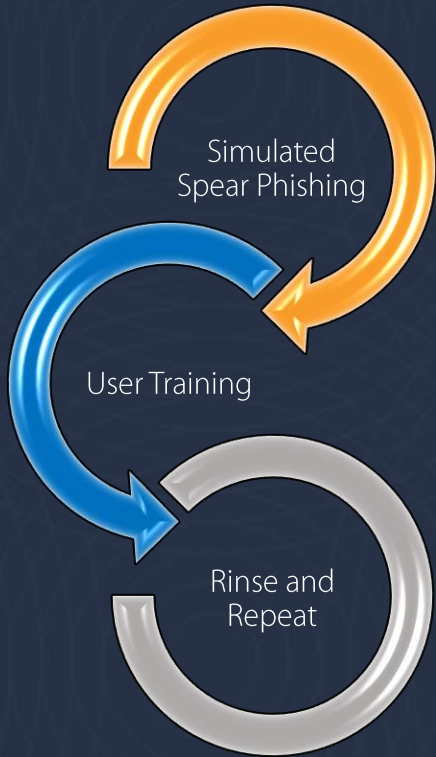 Simulated
Spear Phishing
User Training
Rinse and
Repeat